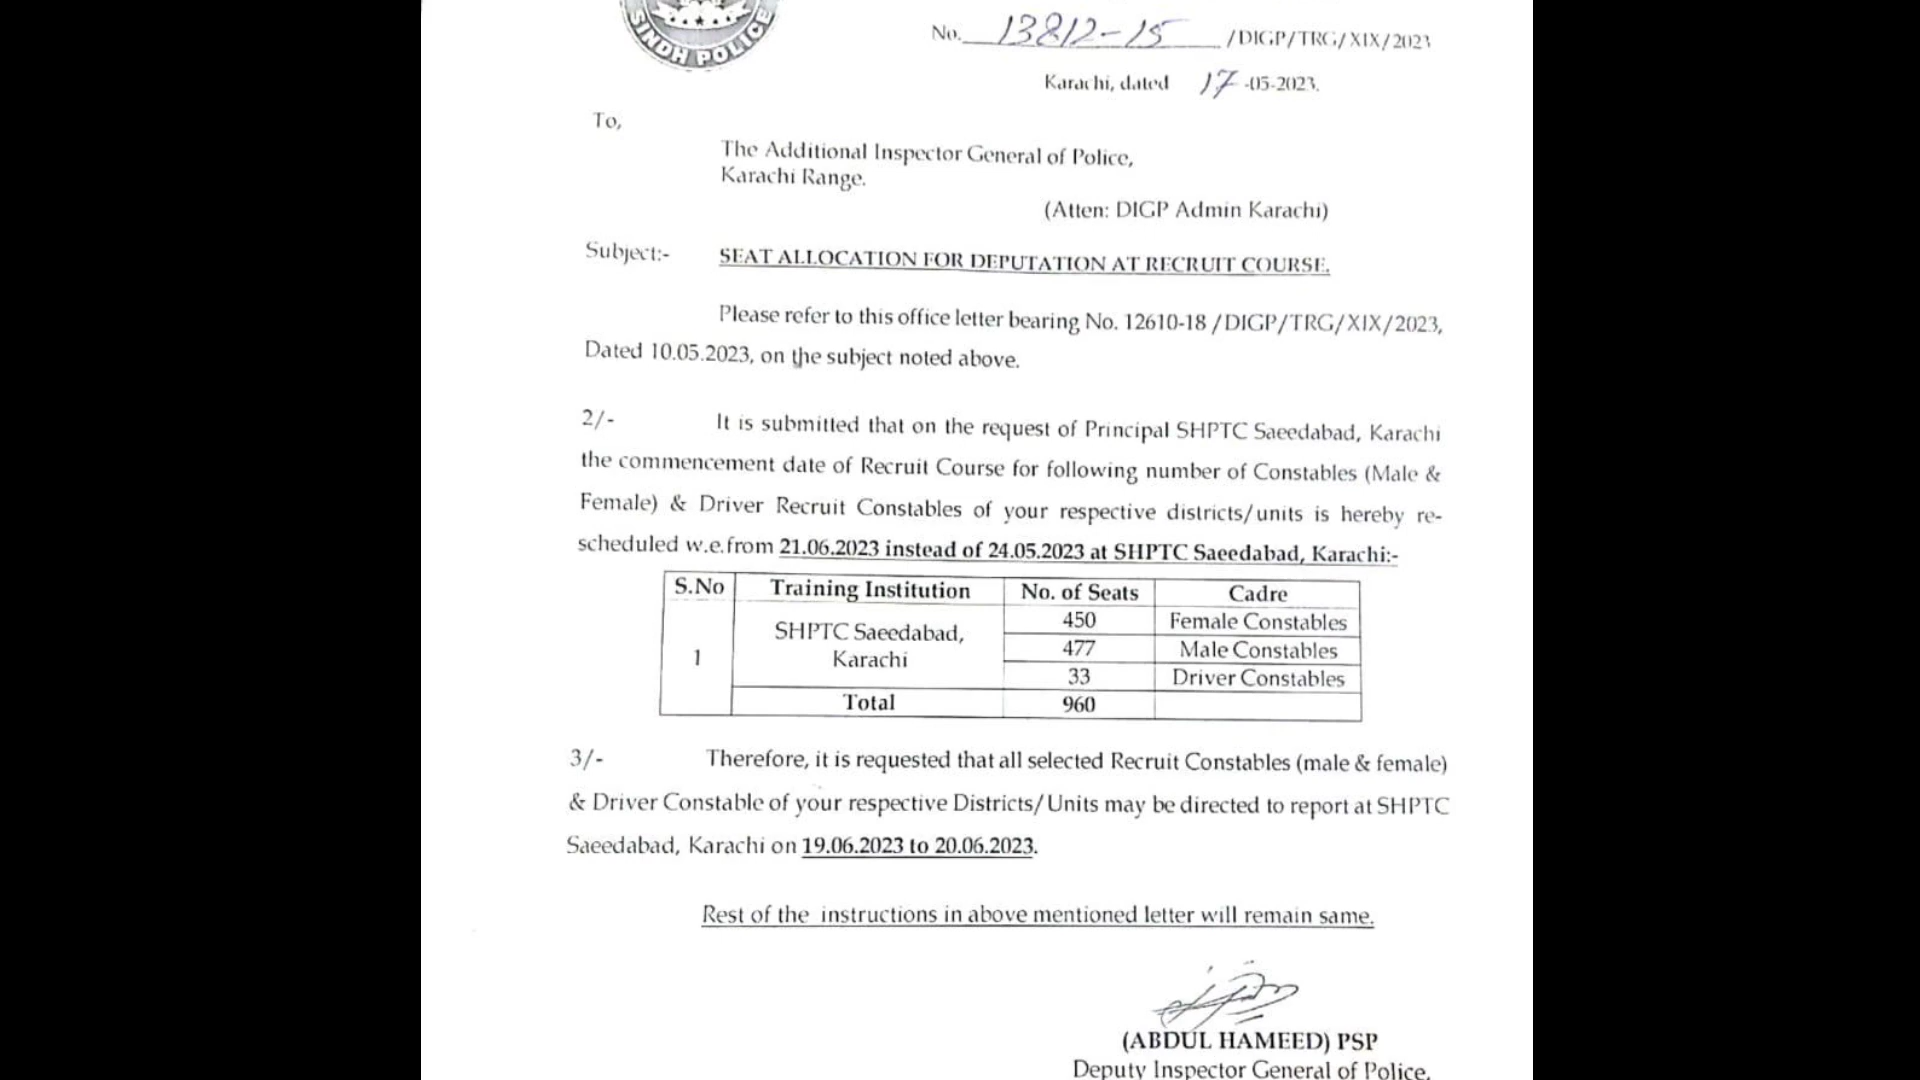 SINDH POLICE
No. 13812-15 /DIGP/TRG/XIX/2023
Karachi, dated 17-05-2023.
To,
The Additional Inspector General of Police,
Karachi Range.
(Atten: DIGP Admin Karachi)
Subject:- SEAT ALLOCATION FOR DEPUTATION AT RECRUIT COURSE.
Please refer to this office letter bearing No. 12610-18 /DIGP/TRG/XIX/2023,
Dated 10.05.2023, on the subject noted above.
2/- It is submitted that on the request of Principal SHPTC Saeedabad, Karachi
the commencement date of Recruit Course for following number of Constables (Male &
Female) & Driver Recruit Constables of your respective districts/units is hereby re-
scheduled w.e.from 21.06.2023 instead of 24.05.2023 at SHPTC Saeedabad, Karachi:-
S.No Training Institution No. of Seats Cadre
1 SHPTC Saeedabad, Karachi 450 Female Constables
477 Male Constables
33 Driver Constables
Total 960
3/- Therefore, it is requested that all selected Recruit Constables (male & female)
& Driver Constable of your respective Districts/Units may be directed to report at SHPTC
Saeedabad, Karachi on 19.06.2023 to 20.06.2023.
Rest of the instructions in above mentioned letter will remain same.
(ABDUL HAMEED) PSP
Deputy Inspector General of Police,